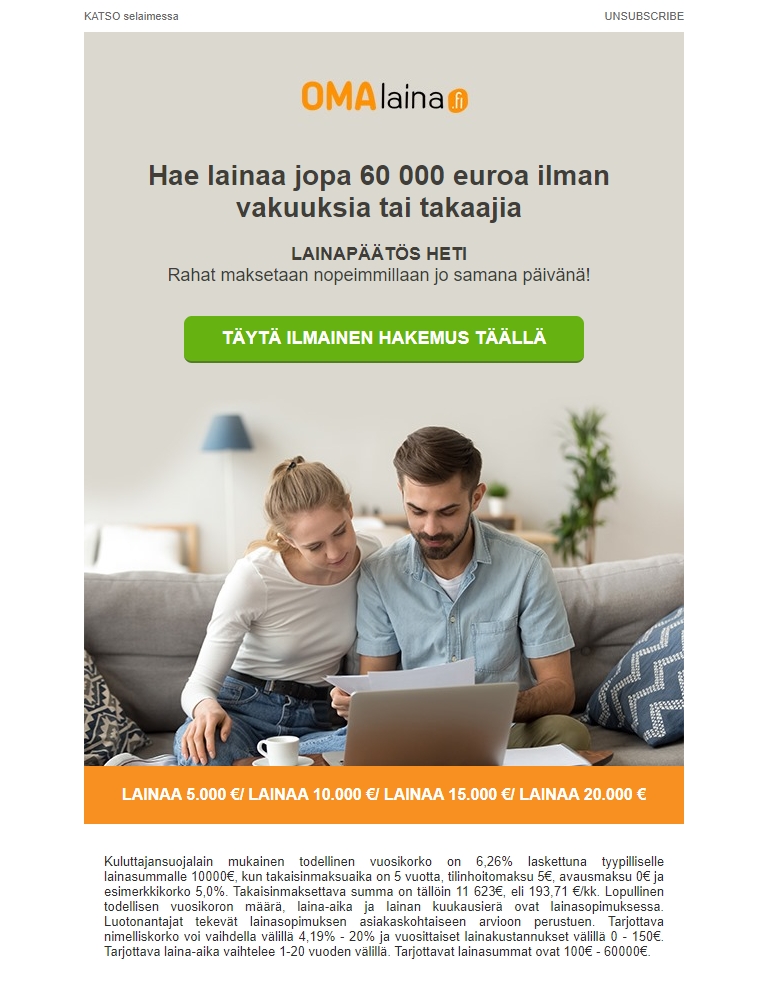 KATSO selaimessa
UNSUBSCRIBE
OMAlaina.fi
Hae lainaa jopa 60 000 euroa ilman
vakuuksia tai takaajia
LAINAPÄÄTÖS HETI
Rahat maksetaan nopeimmillaan jo samana päivänä!
TÄYTÄ ILMAINEN HAKEMUS TÄÄLLÄ
LAINAA 5.000 €/ LAINAA 10.000 €/ LAINAA 15.000 €/ LAINAA 20.000 €
Kuluttajansuojalain mukainen todellinen vuosikorko on 6,26% laskettuna tyypilliselle
lainasummalle 10000€, kun takaisinmaksuaika on 5 vuotta, tilinhoitomaksu 5€, avausmaksu 0€ ja
esimerkkikorko 5,0%. Takaisinmaksettava summa on tällöin 11 623€, eli 193,71 €/kk. Lopullinen
todellisen vuosikoron määrä, laina-aika ja lainan kuukausierä ovat lainasopimuksessa.
Luotonantajat tekevät lainasopimuksen asiakaskohtaiseen arvioon perustuen. Tarjottava
nimelliskorko voi vaihdella välillä 4,19% - 20% ja vuosittaiset lainakustannukset välillä 0 - 150€.
Tarjottava laina-aika vaihtelee 1-20 vuoden välillä. Tarjottavat lainasummat ovat 100€ - 60000€.